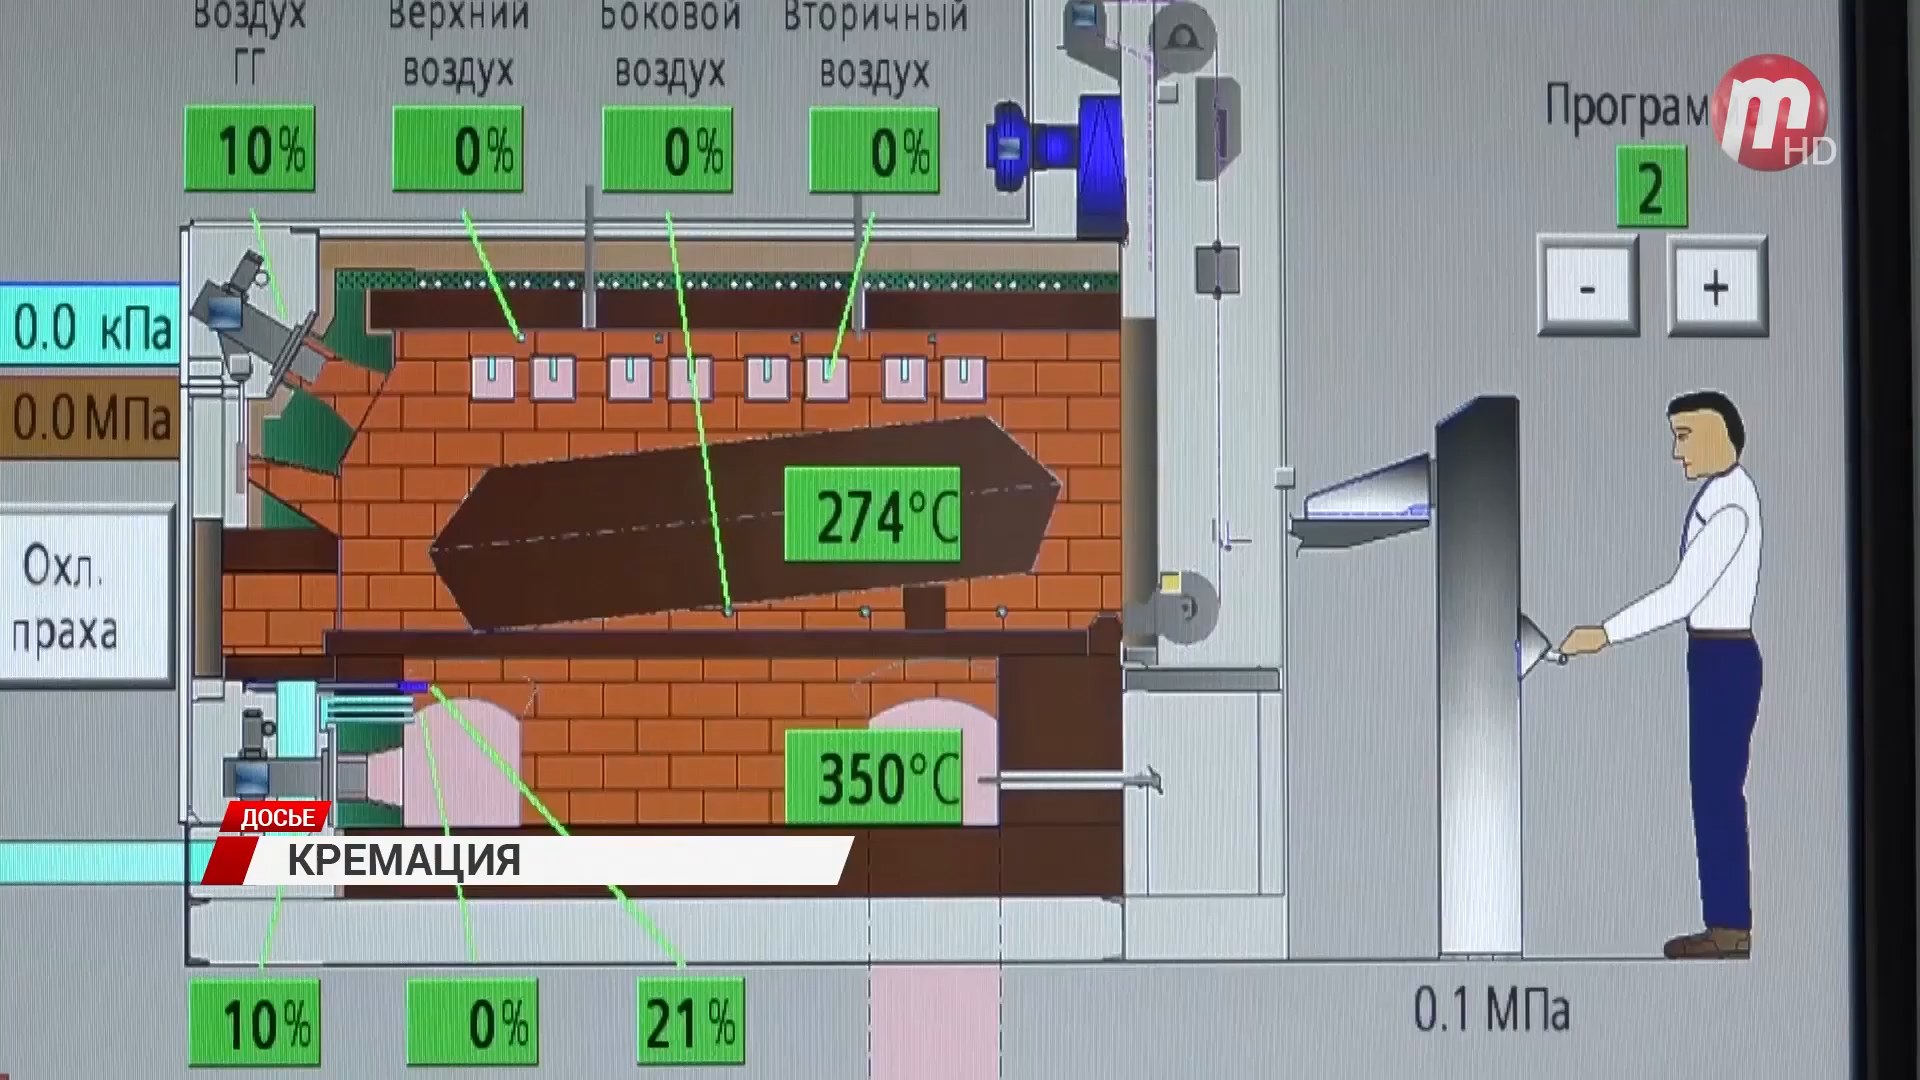 Воздух
ГГ
Верхний
воздух
Боковой
воздух
Вторичный
воздух
10%
0%
0%
0%
Програм
m
HD
2
- +
0.0 кПа
0.0 МПа
274°C
Охл.
праха
350°C
ДОСЬЕ
КРЕМАЦИЯ
10%
0%
21%
0.1 МПа